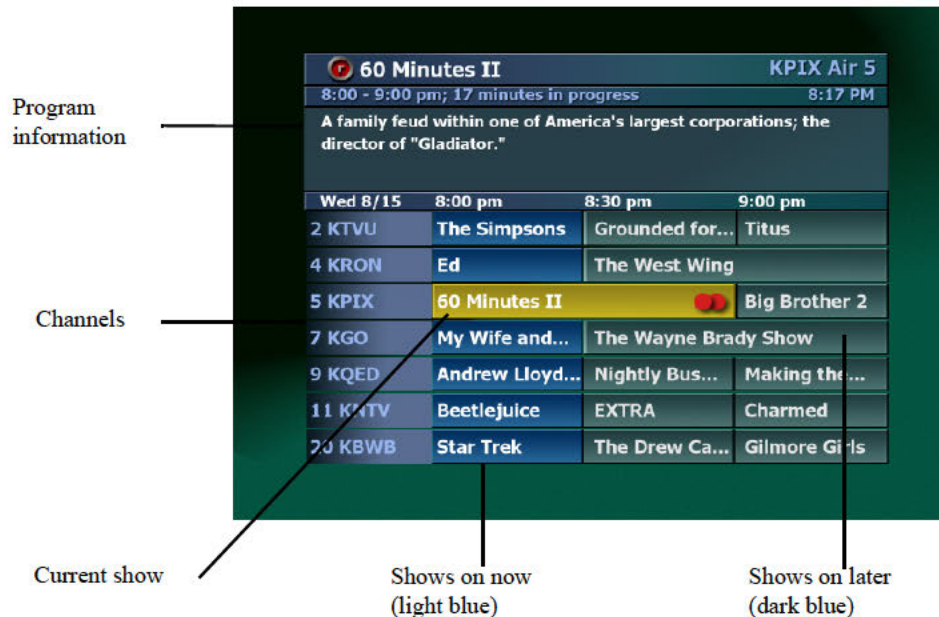 60 Minutes II KPIX Air 5
8:00 - 9:00 pm; 17 minutes in progress 8:17 PM
Program
information
A family feud within one of America's largest corporations; the
director of "Gladiator."
Wed 8/15 8:00 pm 8:30 pm 9:00 pm
2 KTVU The Simpsons Grounded for... Titus
4 KRON Ed The West Wing
5 KPIX 60 Minutes II Big Brother 2
Channels
7 KGO My Wife and... The Wayne Brady Show
9 KQED Andrew Lloyd... Nightly Bus... Making the...
11 KNTV Beetlejuice EXTRA Charmed
20 KBWB Star Trek The Drew Ca... Gilmore Girls
Current show
Shows on now
(light blue)
Shows on later
(dark blue)